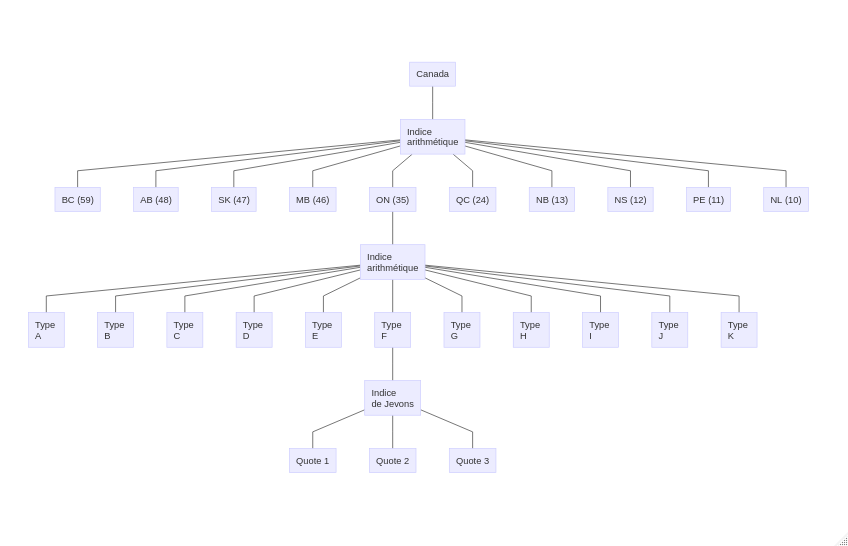 Canada
Indice
arithmétique
BC (59)
AB (48)
SK (47)
MB (46)
ON (35)
QC (24)
NB (13)
NS (12)
PE (11)
NL (10)
Indice
arithmétique
Type
A
Type
B
Type
C
Type
D
Type
E
Type
F
Type
G
Type
H
Type
I
Type
J
Type
K
Indice
de Jevons
Quote 1
Quote 2
Quote 3